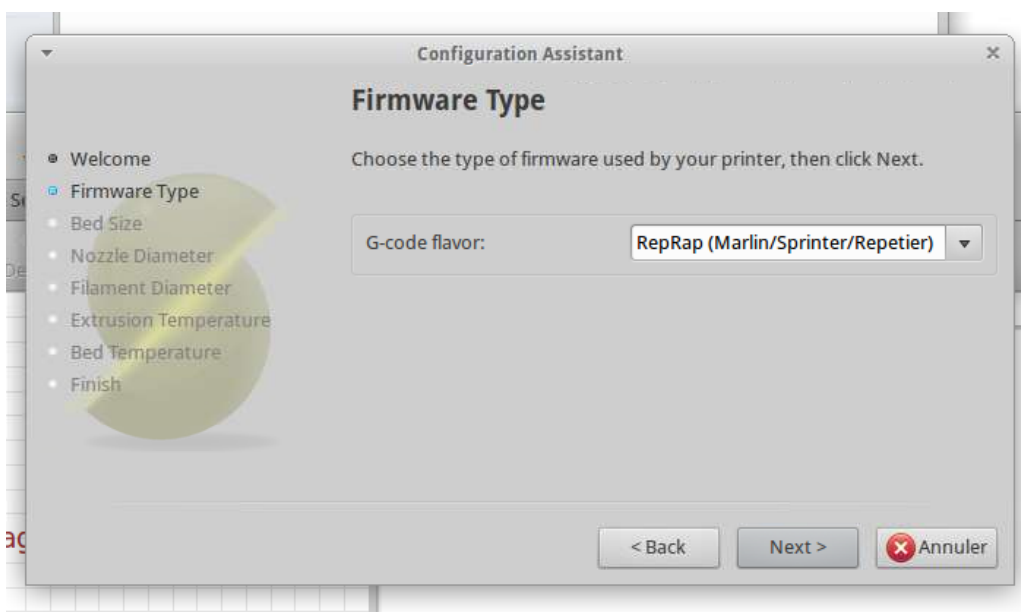 Configuration Assistant
Firmware Type
Welcome
Firmware Type
Bed Size
Nozzle Diameter
Filament Diameter
Extrusion Temperature
Bed Temperature
Finish
Choose the type of firmware used by your printer, then click Next.
G-code flavor:
RepRap (Marlin/Sprinter/Repetier)
< Back
Next >
Annuler